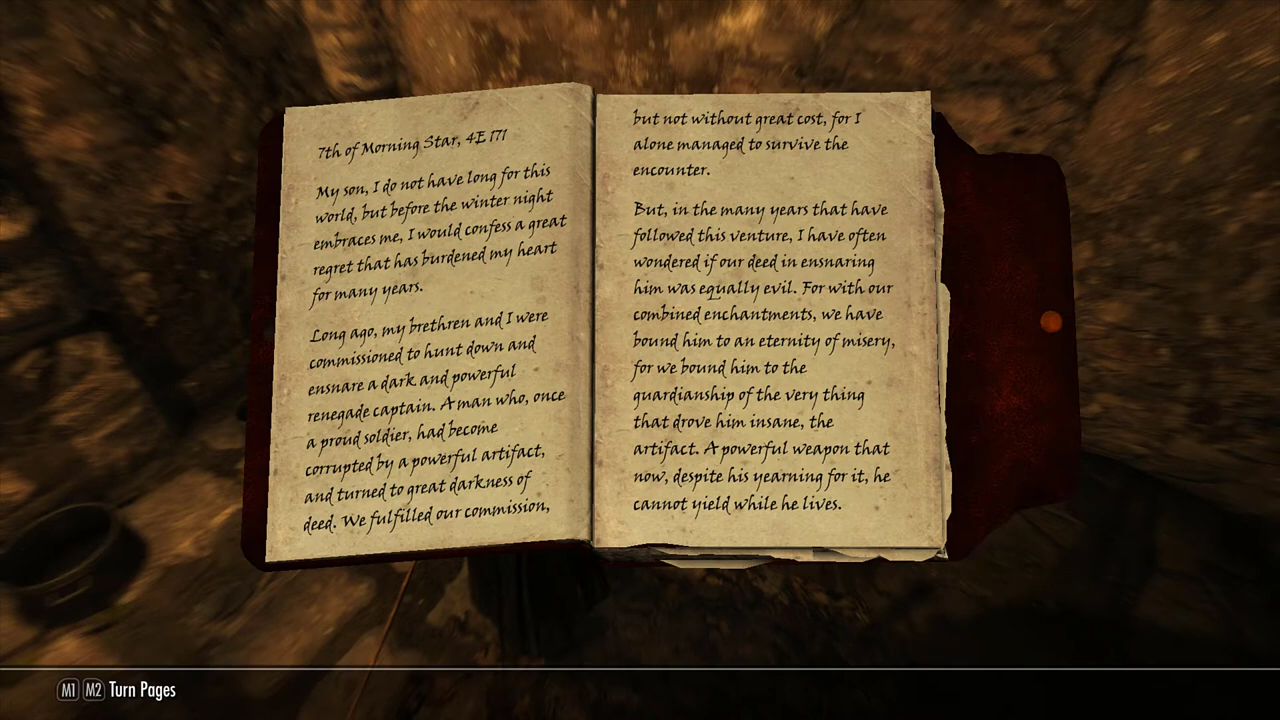 7th of Morning Star, 4E 171
My son, I do not have long for this
world, but before the winter night
embraces me, I would confess a great
regret that has burdened my heart
for many years.
Long ago, my brethren and I were
commissioned to hunt down and
ensnare a dark and powerful
renegade captain. A man who, once
a proud soldier, had become
corrupted by a powerful artifact,
and turned to great darkness of
deed. We fulfilled our commission,
but not without great cost, for I
alone managed to survive the
encounter.
But, in the many years that have
followed this venture, I have often
wondered if our deed in ensnaring
him was equally evil. For with our
combined enchantments, we have
bound him to an eternity of misery,
for we bound him to the
guardianship of the very thing
that drove him insane, the
artifact. A powerful weapon that
now, despite his yearning for it, he
cannot yield while he lives.
M1 M2 Turn Pages